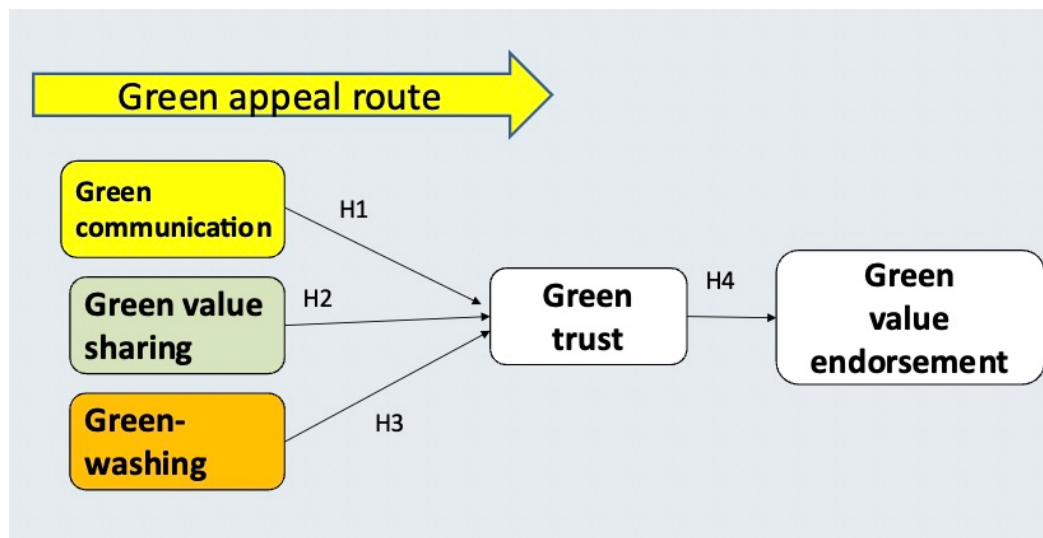 Green appeal route
Green
communication
H1
Green value
sharing
H2
Green-
washing
H3
Green
trust
H4
Green
value
endorsement